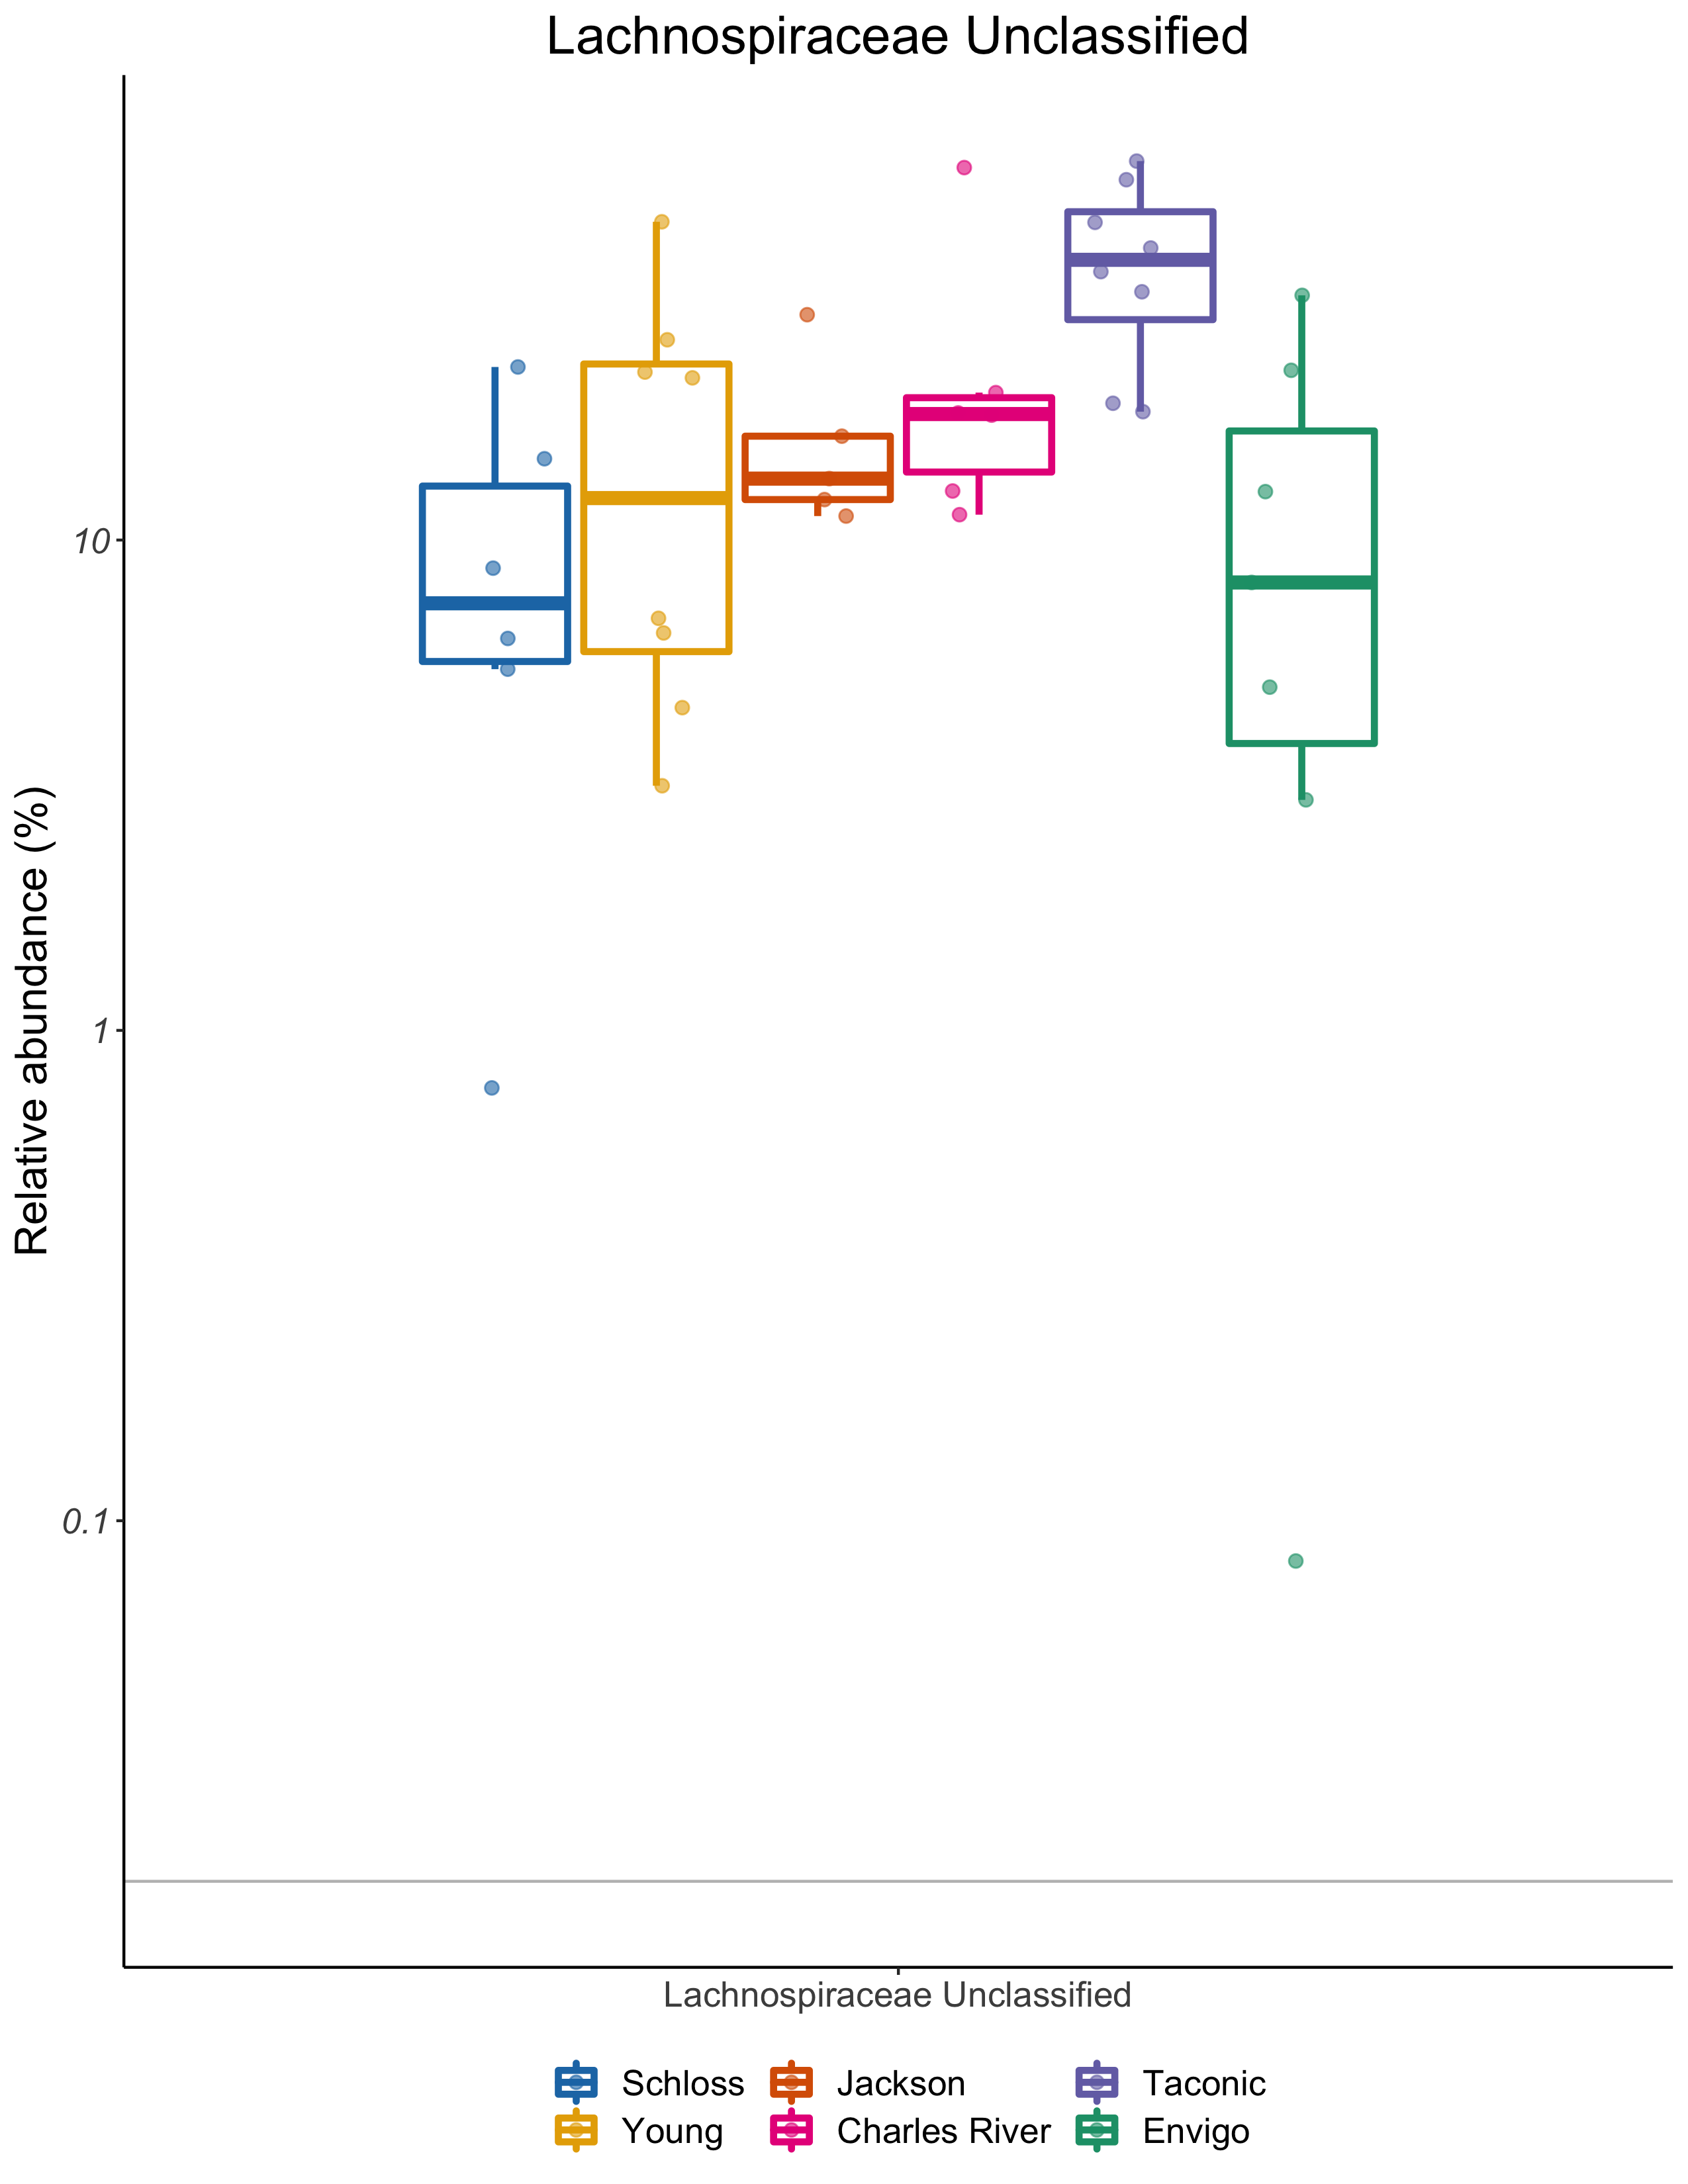 Lachnospiraceae Unclassified
Relative abundance (%)
10
1
0.1
Lachnospiraceae Unclassified
Schloss Jackson Taconic
Young Charles River Envigo